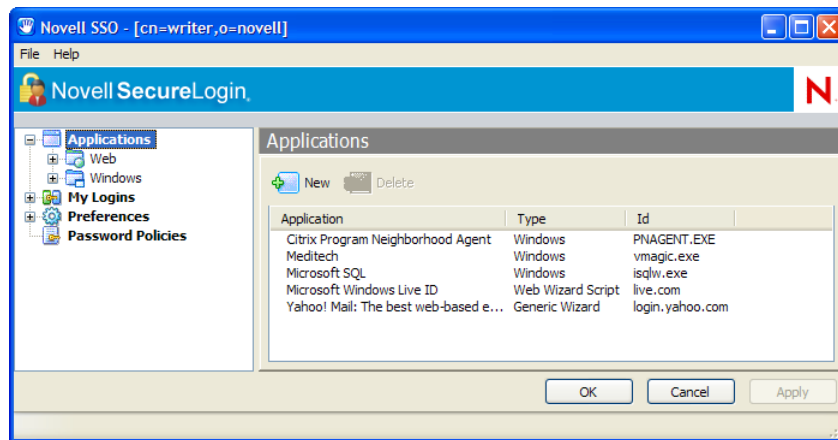 Novell SSO - [cn=writer,o=novell]
File Help
Novell SecureLogin.
N.
Applications
Web
Windows
My Logins
Preferences
Password Policies
Applications
New Delete
Application Type Id
Citrix Program Neighborhood Agent Windows PNAGENT.EXE
Meditech Windows vmagic.exe
Microsoft SQL Windows isqlw.exe
Microsoft Windows Live ID Web Wizard Script live.com
Yahoo! Mail: The best web-based e... Generic Wizard login.yahoo.com
OK Cancel Apply